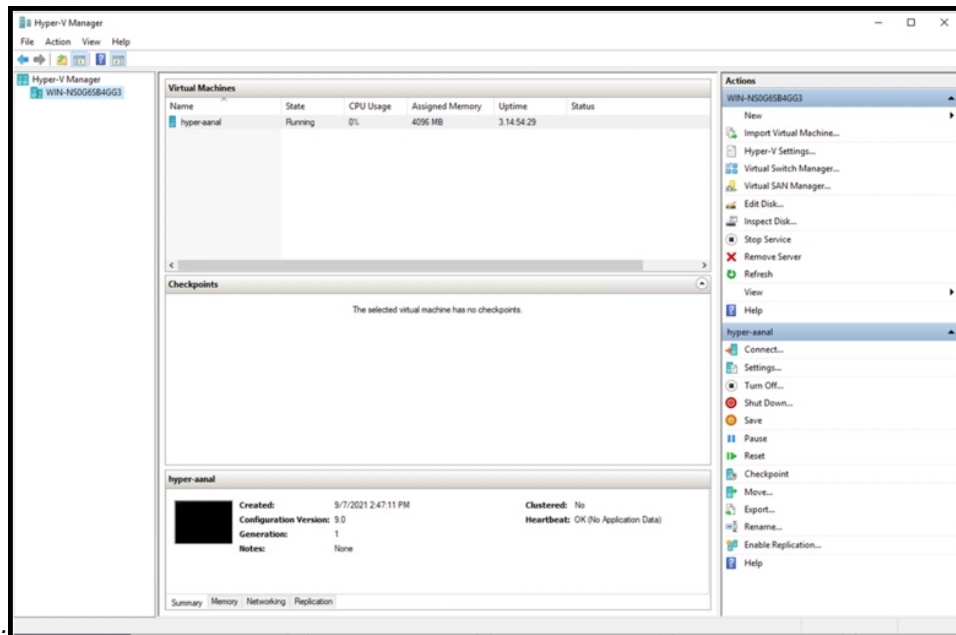 Hyper-V Manager
File Action View Help
Hyper-V Manager
WIN-NS0G6SB4GG3
Virtual Machines
Name State CPU Usage Assigned Memory Uptime Status
hyper-aanal Running 0% 4096 MB 3.14:54:29
Checkpoints
The selected virtual machine has no checkpoints.
hyper-aanal
Created: 9/7/2021 2:47:11 PM Clustered: No
Configuration Version: 9.0 Heartbeat: OK (No Application Data)
Generation: 1
Notes: None
Summary Memory Networking Replication
Actions
WIN-NS0G6SB4GG3
New
Import Virtual Machine...
Hyper-V Settings...
Virtual Switch Manager...
Virtual SAN Manager...
Edit Disk...
Inspect Disk...
Stop Service
Remove Server
Refresh
View
Help
hyper-aanal
Connect...
Settings...
Turn Off...
Shut Down...
Save
Pause
Reset
Checkpoint
Move...
Export...
Rename...
Enable Replication...
Help